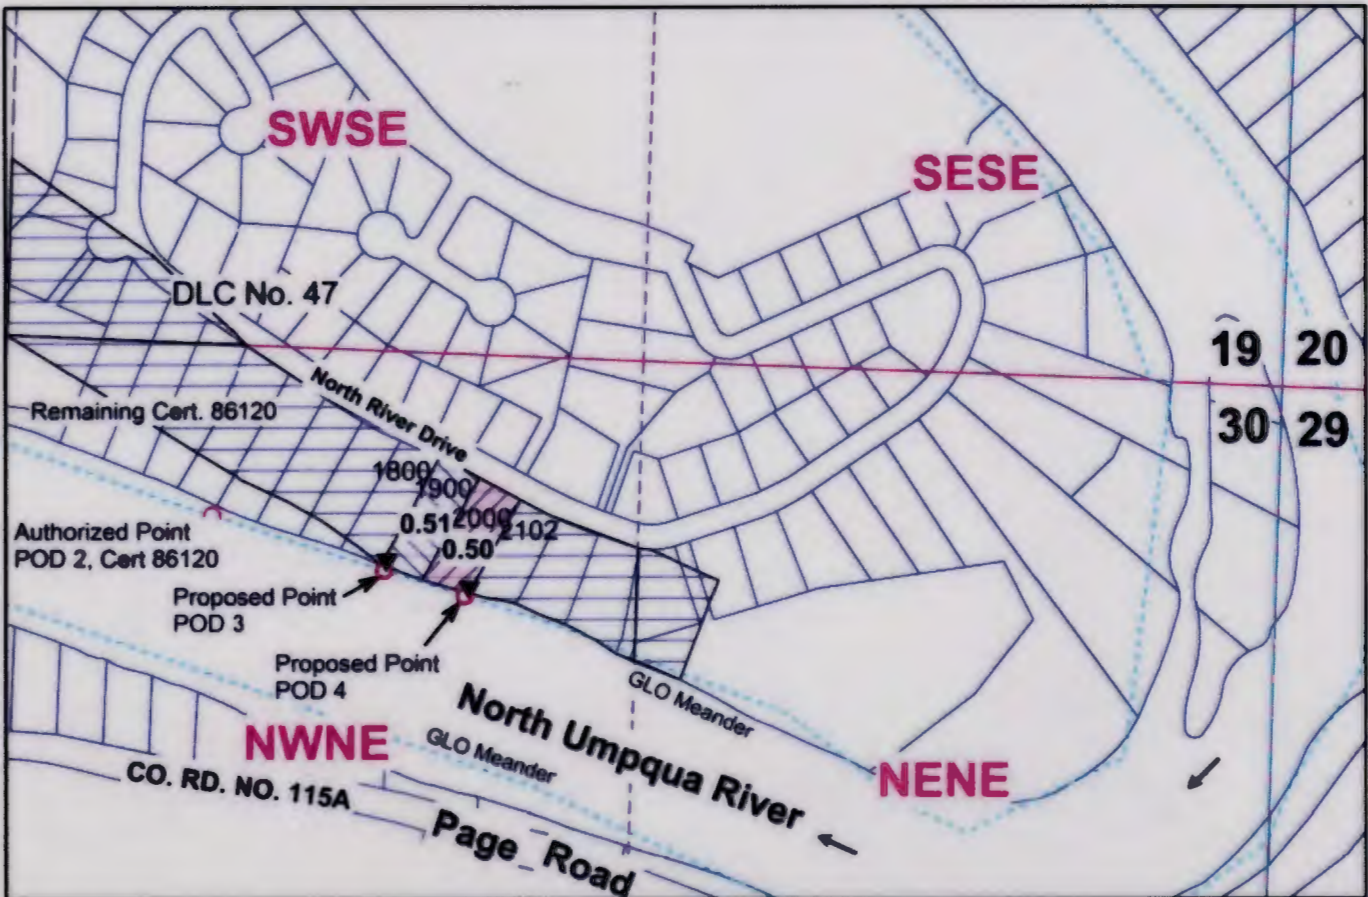 SWSE
SESE
DLC No. 47
19 20
30 29
North River Drive
Remaining Cert. 86120
1800
1900
0.51
2000
2102
0.50
Authorized Point
POD 2, Cert 86120
Proposed Point
POD 3
Proposed Point
POD 4
GLO Meander
North Umpqua River
NWNE
GLO Meander
NENE
CO. RD. NO. 115A
Page Road